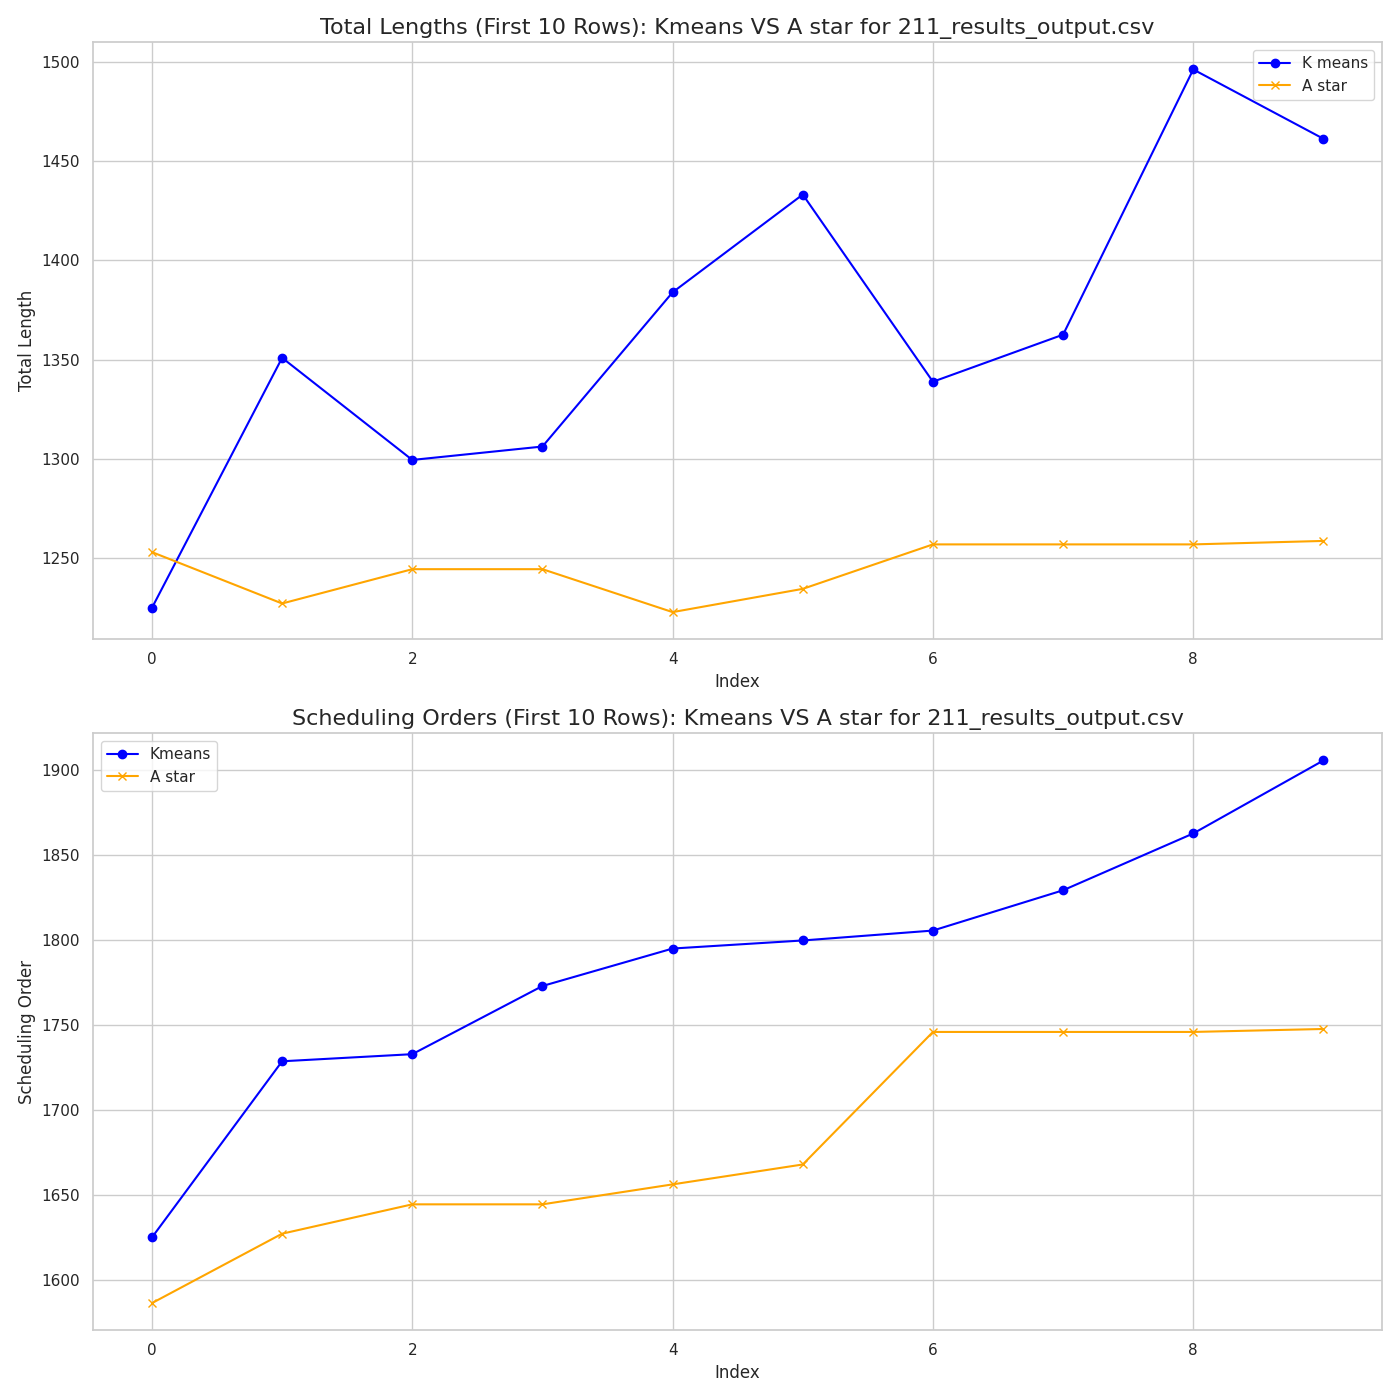 Total Lengths (First 10 Rows): Kmeans VS A star for 211_results_output.csv
K means
A star
1500
1450
1400
1350
1300
1250
Total Length
0 2 4 6 8
Index
Scheduling Orders (First 10 Rows): Kmeans VS A star for 211_results_output.csv
Kmeans
A star
1900
1850
1800
1750
1700
1650
1600
Scheduling Order
0 2 4 6 8
Index